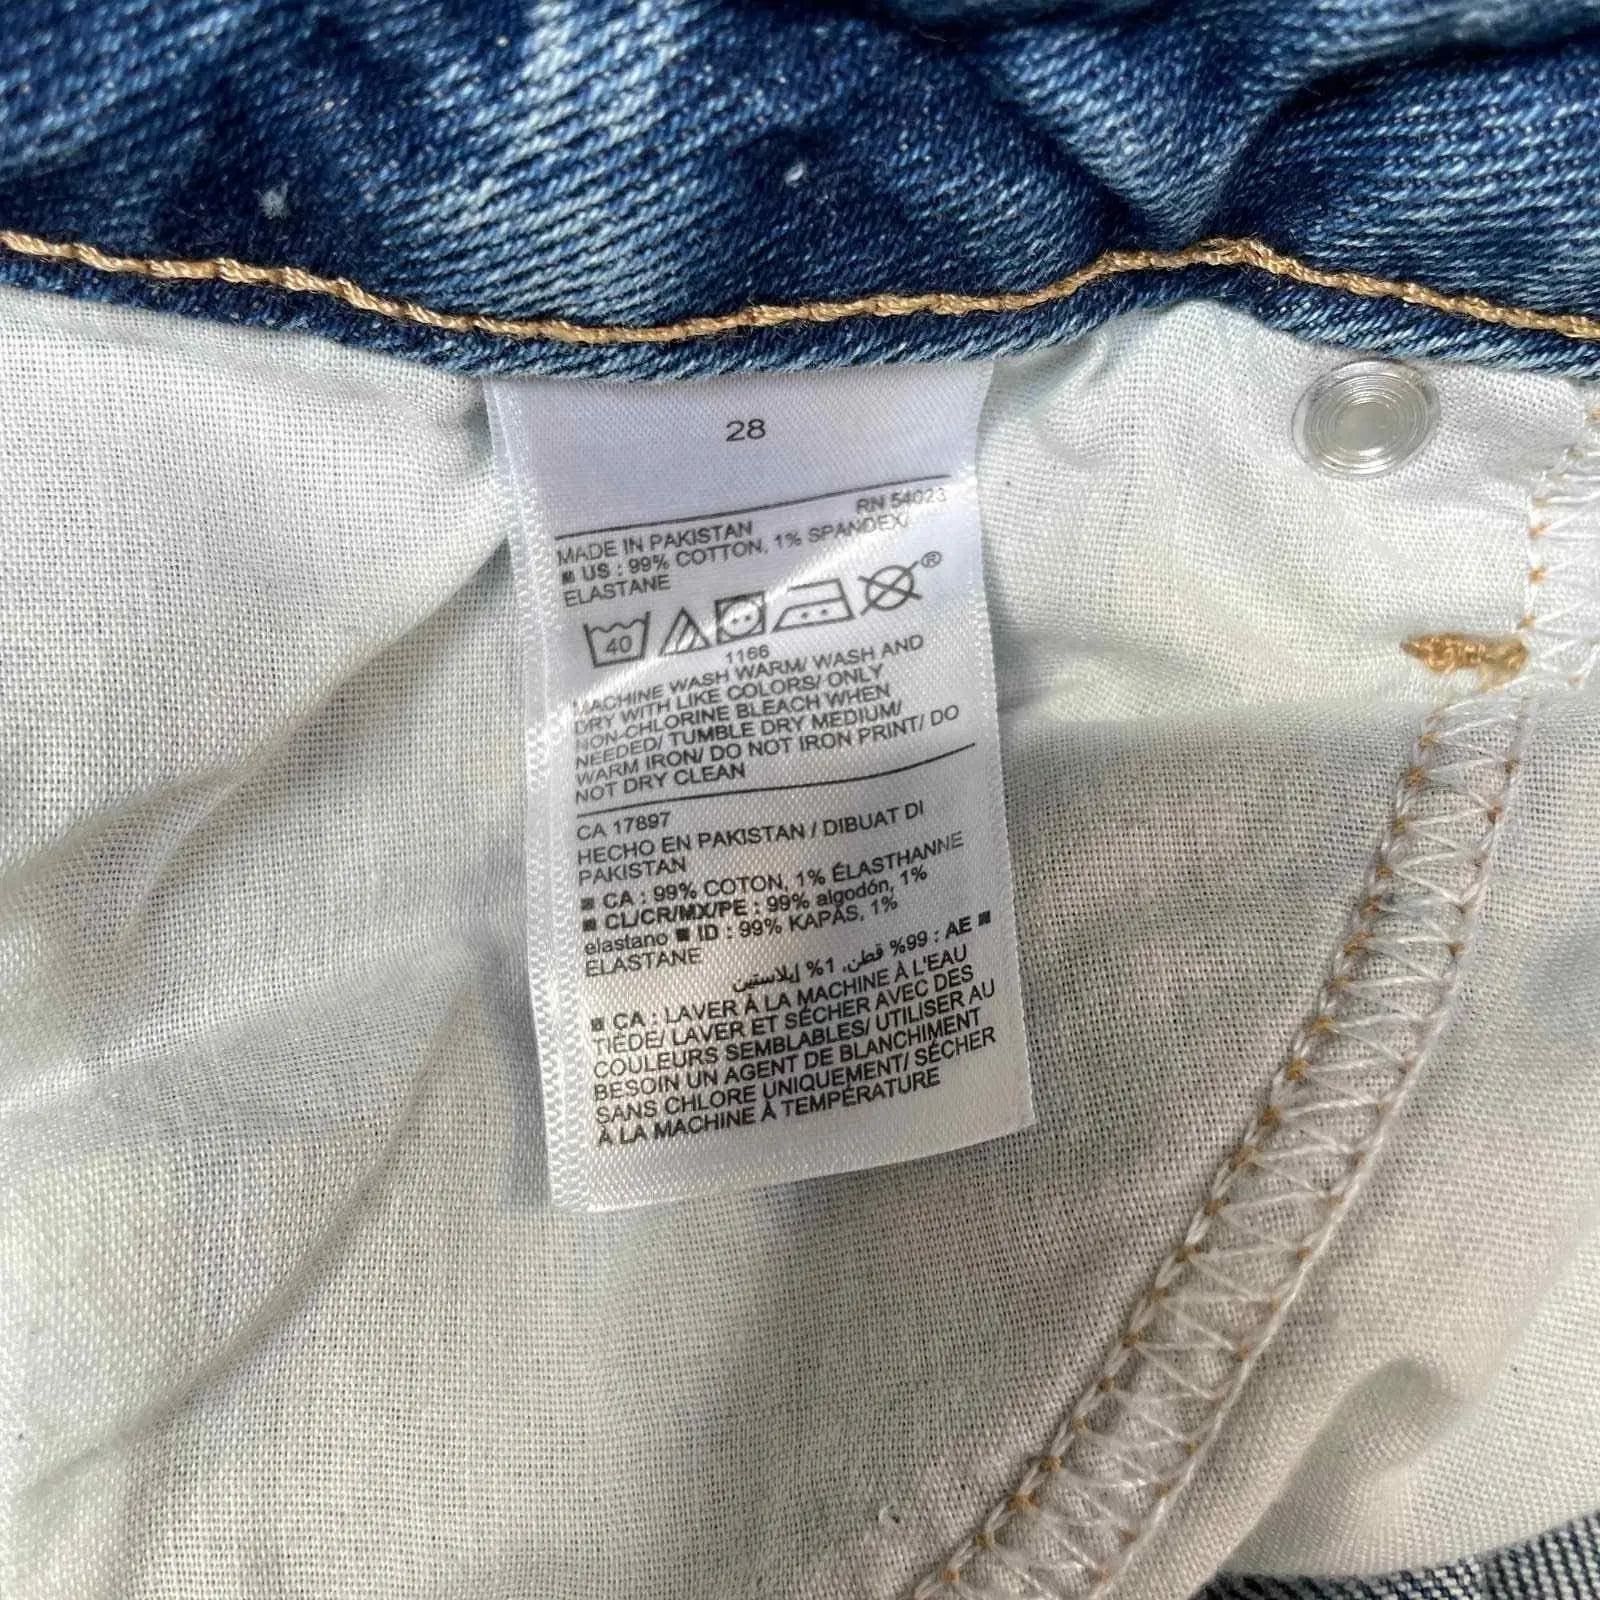 28
RN 54023
MADE IN PAKISTAN
■ US : 99% COTTON, 1% SPANDEX/
ELASTANE
40
®
1166
MACHINE WASH WARM/ WASH AND
DRY WITH LIKE COLORS/ ONLY
NON-CHLORINE BLEACH WHEN
NEEDED/ TUMBLE DRY MEDIUM/
WARM IRON/ DO NOT IRON PRINT/ DO
NOT DRY CLEAN
CA 17897
HECHO EN PAKISTAN / DIBUAT DI
PAKISTAN
■ CA : 99% COTON, 1% ÉLASTHANNE
■ CL/CR/MX/PE : 99% algodón, 1%
elastano ■ ID : 99% KAPAS, 1%
ELASTANE
■ AE : 99% قطن، 1% إيلاستين
■ CA : LAVER À LA MACHINE À L'EAU
TIÈDE/ LAVER ET SÉCHER AVEC DES
COULEURS SEMBLABLES/ UTILISER AU
BESOIN UN AGENT DE BLANCHIMENT
SANS CHLORE UNIQUEMENT/ SÉCHER
À LA MACHINE À TEMPÉRATURE